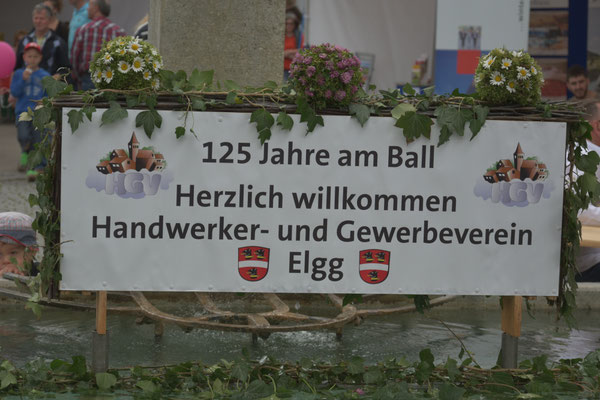 125 Jahre am Ball
HGV
HGV
Herzlich willkommen
Handwerker- und Gewerbeverein
Elgg